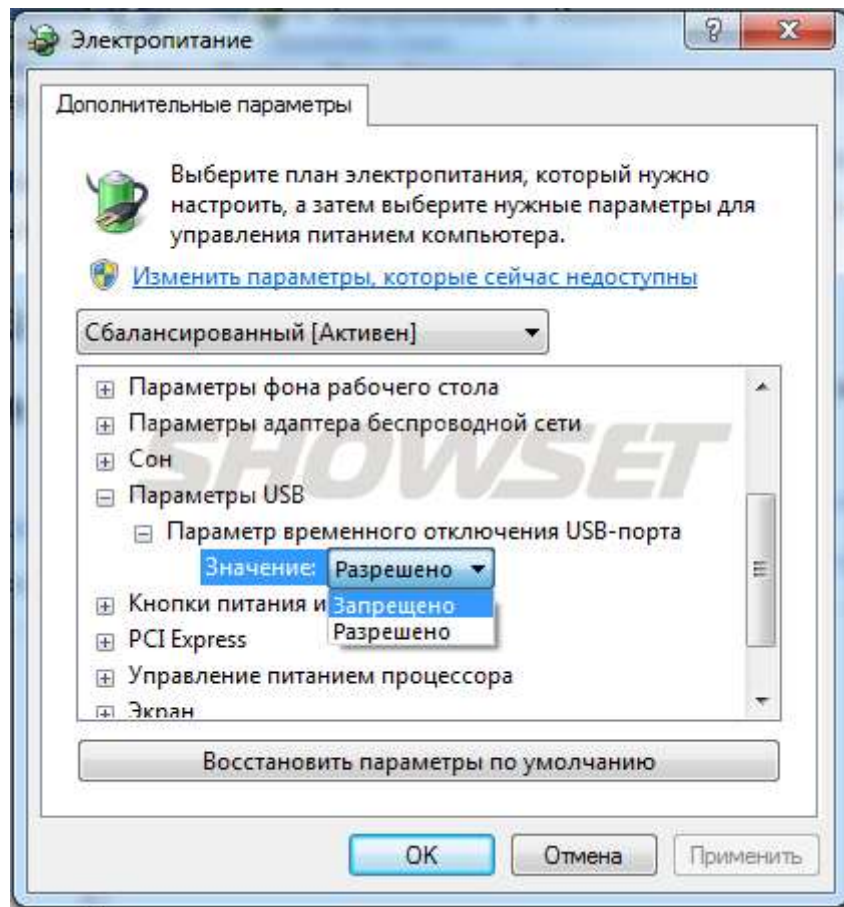 Электропитание
Дополнительные параметры
Выберите план электропитания, который нужно
настроить, а затем выберите нужные параметры для
управления питанием компьютера.
Изменить параметры, которые сейчас недоступны
Сбалансированный [Активен]
Параметры фона рабочего стола
Параметры адаптера беспроводной сети
SHOWSET
Сон
Параметры USB
Параметр временного отключения USB-порта
Значение: Разрешено
Кнопки питания и Запрещено
Разрешено
PCI Express
Управление питанием процессора
Экран
Восстановить параметры по умолчанию
OK Отмена Применить